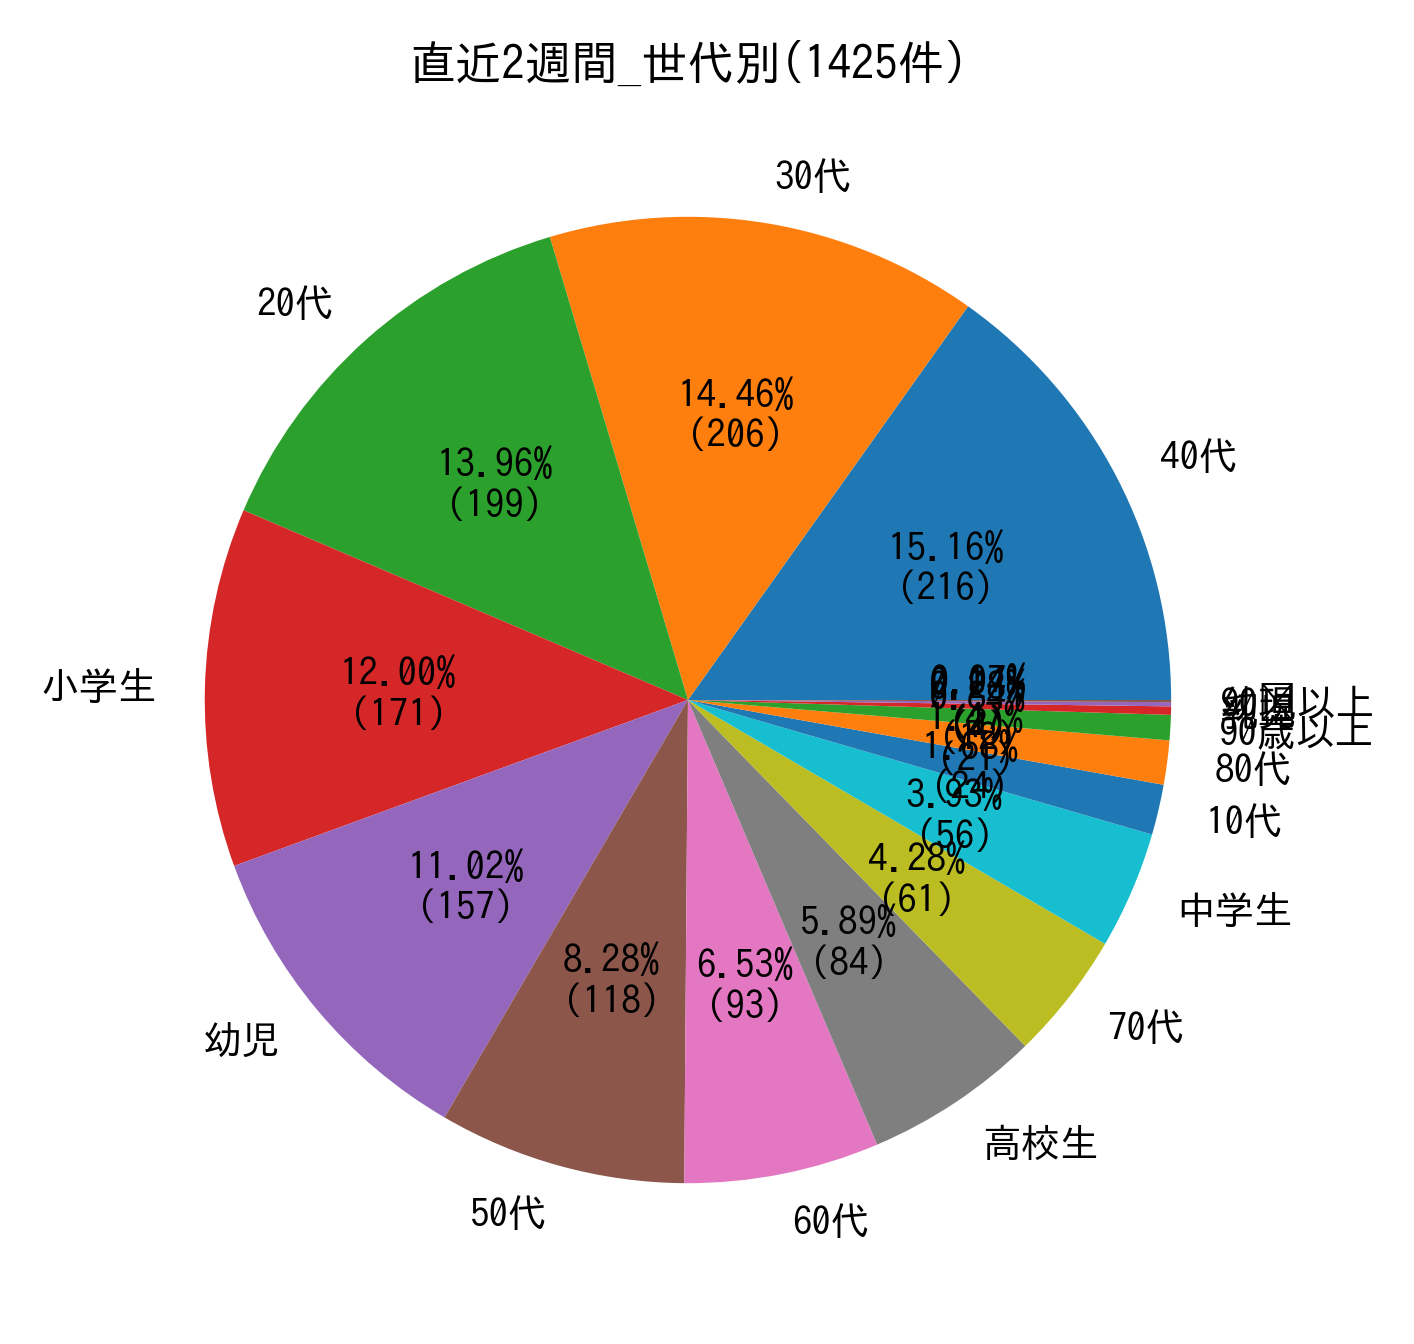 直近2週間_世代別(1425件)
30代
20代
14.46%
(206)
40代
13.96%
(199)
15.16%
(216)
小学生
12.00%
(171)
90歳以上
80代
(21)
(24)
10代
3.93%
(56)
4.28%
(61)
11.02%
(157)
中学生
5.89%
(84)
8.28%
(118)
6.53%
(93)
幼児
70代
高校生
50代
60代